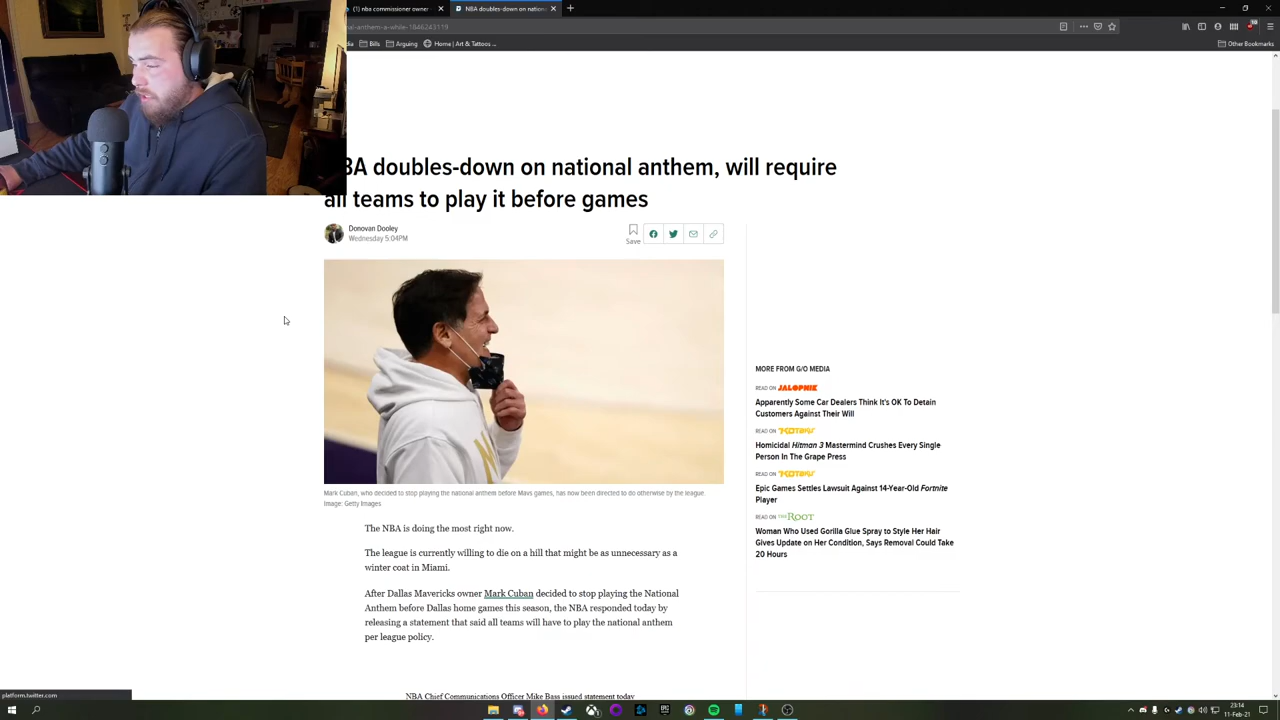 (1) nba commissioner owner
NBA doubles-down on nation
al-anthem-a-while-1846243119
Bills
Arguing
Home | Art & Tattoos ...
Other Bookmarks
BA doubles-down on national anthem, will require
all teams to play it before games
Donovan Dooley
Wednesday 5:04PM
Save
Mark Cuban, who decided to stop playing the national anthem before Mavs games, has now been directed to do otherwise by the league.
Image: Getty Images
The NBA is doing the most right now.
The league is currently willing to die on a hill that might be as unnecessary as a
winter coat in Miami.
After Dallas Mavericks owner Mark Cuban decided to stop playing the National
Anthem before Dallas home games this season, the NBA responded today by
releasing a statement that said all teams will have to play the national anthem
per league policy.
NBA Chief Communications Officer Mike Bass issued statement today
MORE FROM G/O MEDIA
READ ON JALOPNIK
Apparently Some Car Dealers Think It's OK To Detain
Customers Against Their Will
READ ON KOTAKU
Homicidal Hitman 3 Mastermind Crushes Every Single
Person In The Grape Press
READ ON KOTAKU
Epic Games Settles Lawsuit Against 14-Year-Old Fortnite
Player
READ ON THE ROOT
Woman Who Used Gorilla Glue Spray to Style Her Hair
Gives Update on Her Condition, Says Removal Could Take
20 Hours
platform.twitter.com
23:14
11-Feb-21